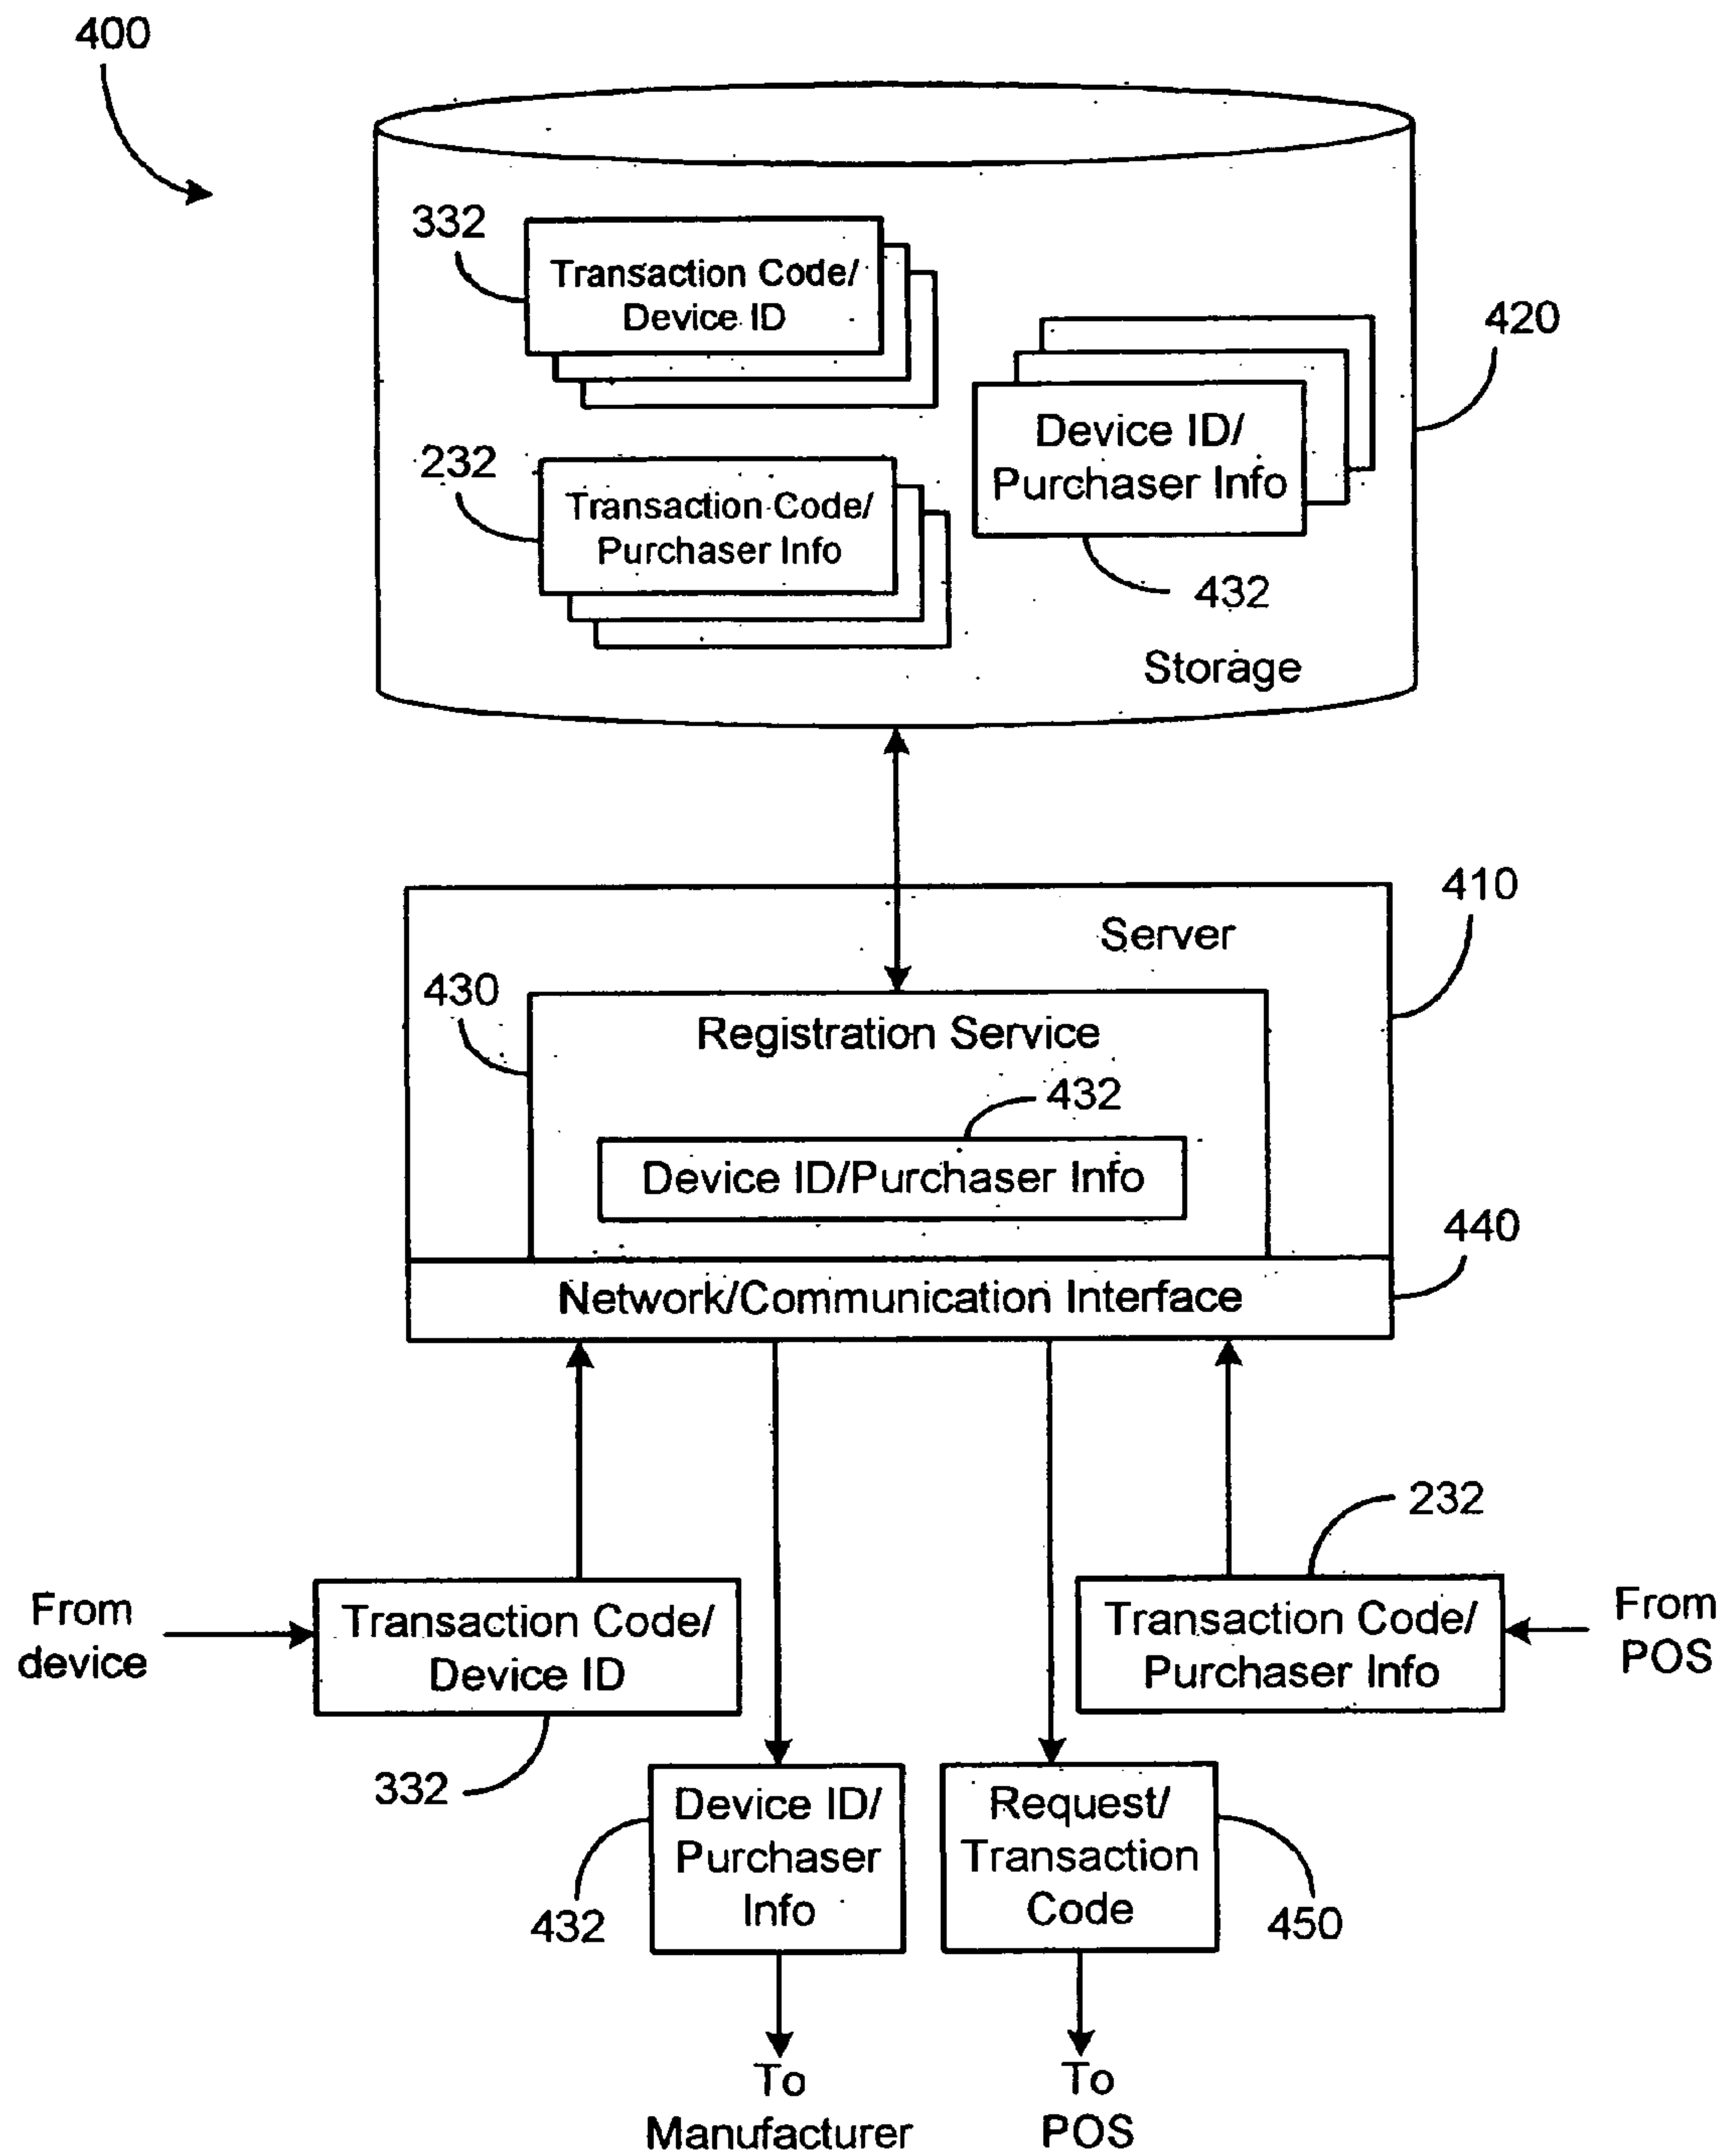 400
332
Transaction Code/
Device ID
420
Device ID/
Purchaser Info
232
Transaction Code/
Purchaser Info
432
Storage
410
Server
430
Registration Service
432
Device ID/Purchaser Info
440
Network/Communication Interface
232
From
device
Transaction Code/
Device ID
Transaction Code/
Purchaser Info
From
POS
332
Device ID/
Purchaser
Info
432
Request/
Transaction
Code
450
To
Manufacturer
To
POS